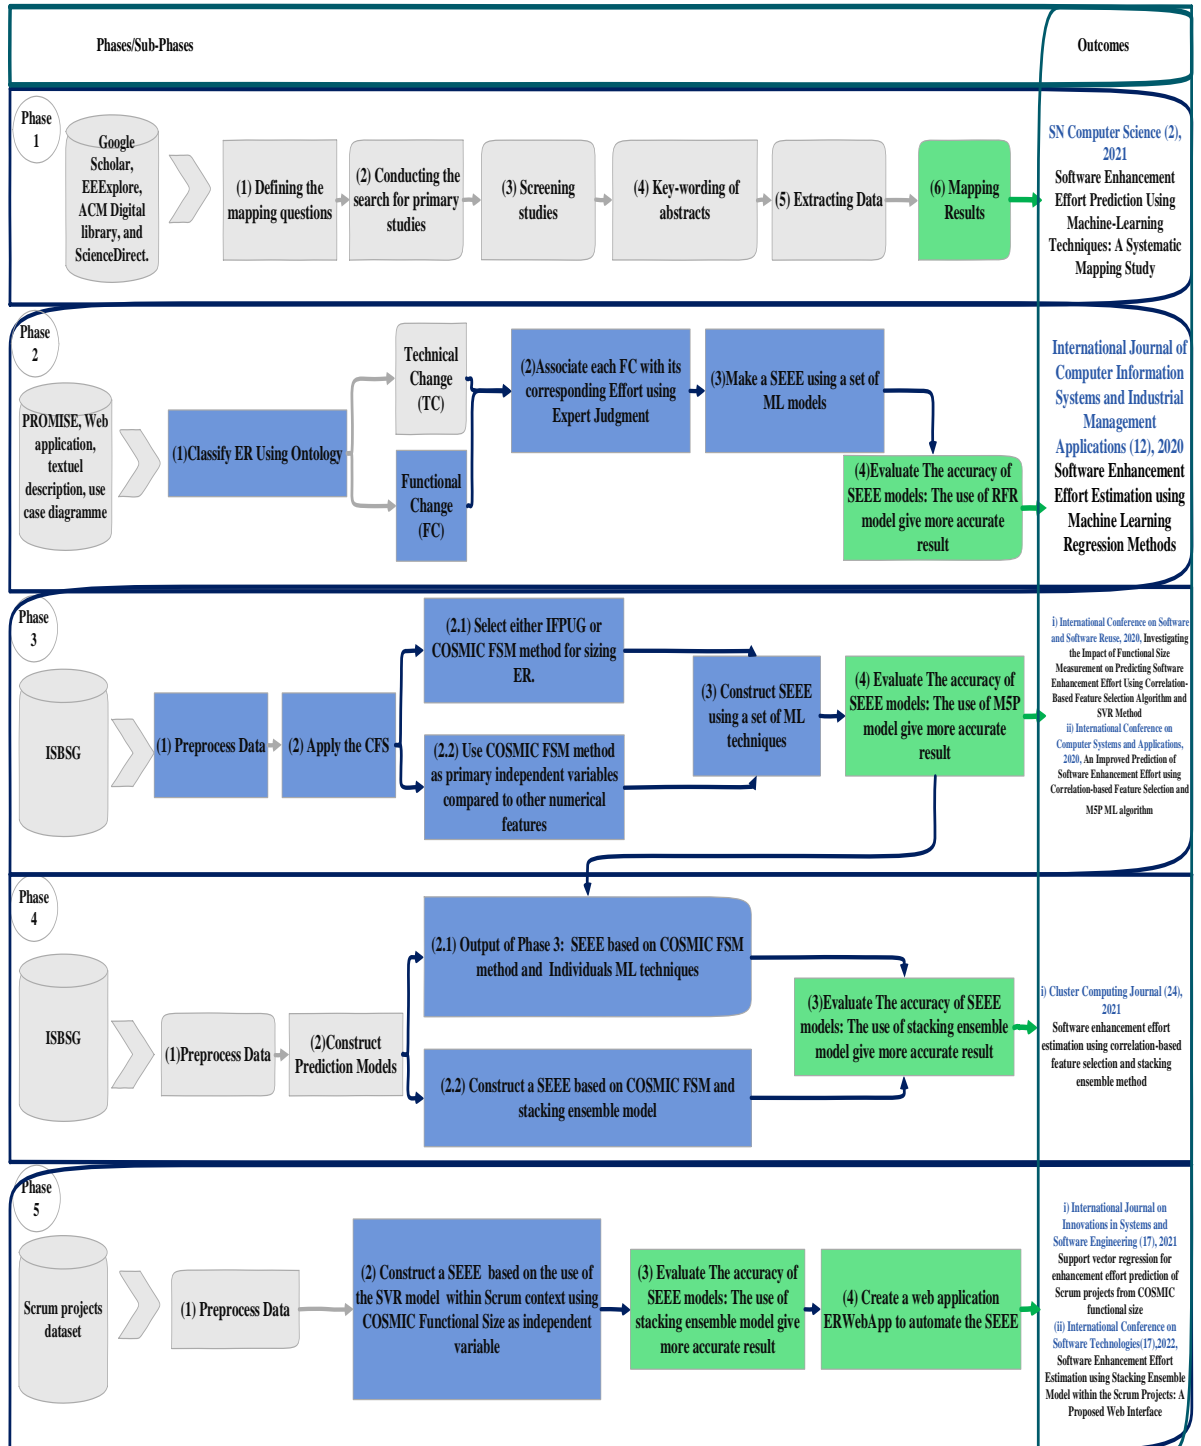 Phases/Sub-Phases
Outcomes
Phase
1
Google
Scholar,
EEExplore,
ACM Digital
library, and
ScienceDirect.
(1) Defining the
mapping questions
(2) Conducting the
search for primary
studies
(3) Screening
studies
(4) Key-wording of
abstracts
(5) Extracting Data
(6) Mapping
Results
SN Computer Science (2),
2021
Software Enhancement
Effort Prediction Using
Machine-Learning
Techniques: A Systematic
Mapping Study
Phase
2
PROMISE, Web
application,
textuel
description, use
case diagramme
(1)Classify ER Using Ontology
Technical
Change
(TC)
Functional
Change
(FC)
(2)Associate each FC with its
corresponding Effort using
Expert Judgment
(3)Make a SEEE using a set of
ML models
(4)Evaluate The accuracy of
SEEE models: The use of RFR
model give more accurate
result
International Journal of
Computer Information
Systems and Industrial
Management
Applications (12), 2020
Software Enhancement
Effort Estimation using
Machine Learning
Regression Methods
Phase
3
ISBSG
(1) Preprocess Data
(2) Apply the CFS
(2.1) Select either IFPUG or
COSMIC FSM method for sizing
ER.
(2.2) Use COSMIC FSM method
as primary independent variables
compared to other numerical
features
(3) Construct SEEE
using a set of ML
techniques
(4) Evaluate The accuracy of
SEEE models: The use of M5P
model give more accurate
result
i) International Conference on Software
and Software Reuse, 2020, Investigating
the Impact of Functional Size
Measurement on Predicting Software
Enhancement Effort Using Correlation-
Based Feature Selection Algorithm and
SVR Method
ii) International Conference on
Computer Systems and Applications,
2020, An Improved Prediction of
Software Enhancement Effort using
Correlation-based Feature Selection and
M5P ML algorithm
Phase
4
ISBSG
(1)Preprocess Data
(2)Construct
Prediction Models
(2.1) Output of Phase 3: SEEE based on COSMIC FSM
method and Individuals ML techniques
(2.2) Construct a SEEE based on COSMIC FSM and
stacking ensemble model
(3)Evaluate The accuracy of SEEE
models: The use of stacking ensemble
model give more accurate result
i) Cluster Computing Journal (24),
2021
Software enhancement effort
estimation using correlation-based
feature selection and stacking
ensemble method
Phase
5
Scrum projects
dataset
(1) Preprocess Data
(2) Construct a SEEE based on the use of
the SVR model within Scrum context using
COSMIC Functional Size as independent
variable
(3) Evaluate The accuracy of
SEEE models: The use of
stacking ensemble model give
more accurate result
(4) Create a web application
ERWebApp to automate the SEEE
i) International Journal on
Innovations in Systems and
Software Engineering (17), 2021
Support vector regression for
enhancement effort prediction of
Scrum projects from COSMIC
functional size
(ii) International Conference on
Software Technologies(17),2022,
Software Enhancement Effort
Estimation using Stacking Ensemble
Model within the Scrum Projects: A
Proposed Web Interface